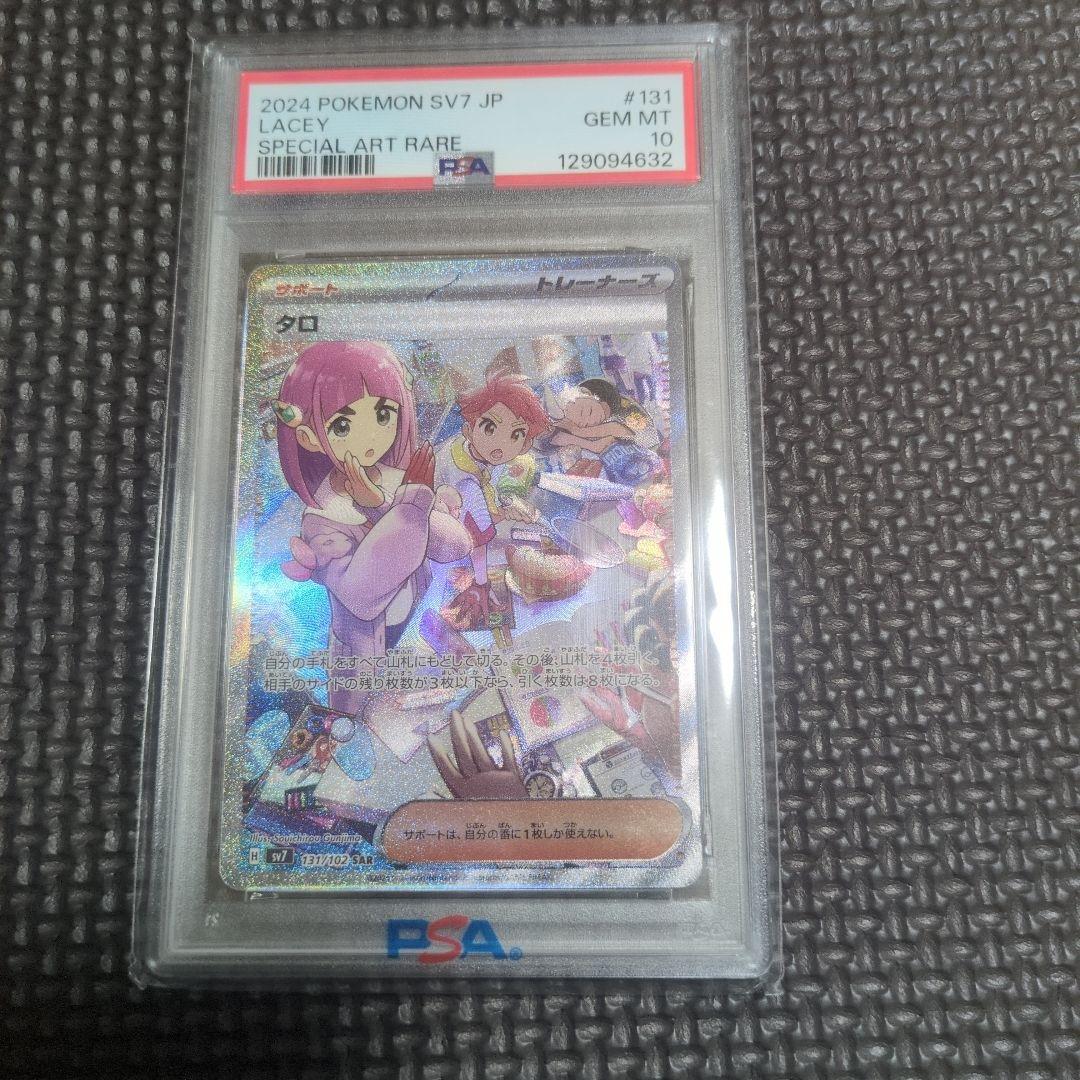 2024 POKEMON SV7 JP #131
LACEY GEM MT
SPECIAL ART RARE 10
PSA 129094632
サポート トレーナーズ
タロ
自分の手札をすべて山札にもどして切る。その後、山札を4枚引く。
相手のサイドの残り枚数が3枚以下なら、引く枚数は8枚になる。
サポートは、自分の番に1枚しか使えない。
Illus. Souichirou Gunjima
H sv7 131/102 SAR
PSA